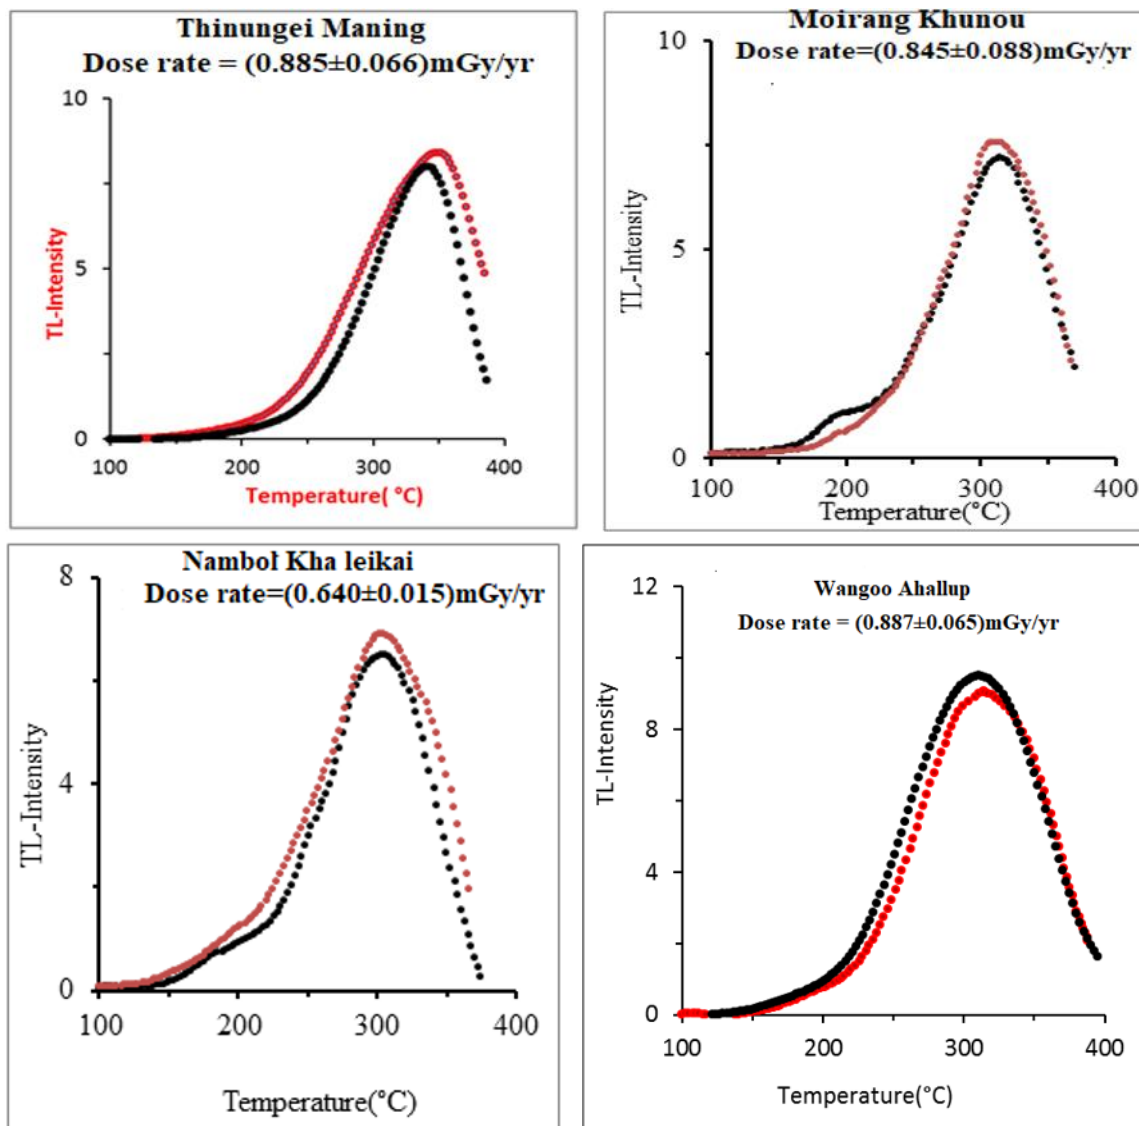 Thinungei Maning
Dose rate = (0.885±0.066)mGy/yr
10
5
0
100
200
300
400
TL-Intensity
Temperature( °C)
Moirang Khunou
Dose rate=(0.845±0.088)mGy/yr
10
5
0
100
200
300
400
TL-Intensity
Temperature(°C)
Nambol Kha leikai
Dose rate=(0.640±0.015)mGy/yr
8
4
0
100
200
300
400
TL-Intensity
Temperature(°C)
Wangoo Ahallup
Dose rate = (0.887±0.065)mGy/yr
12
8
4
0
100
200
300
400
TL-Intensity
Temperature(°C)